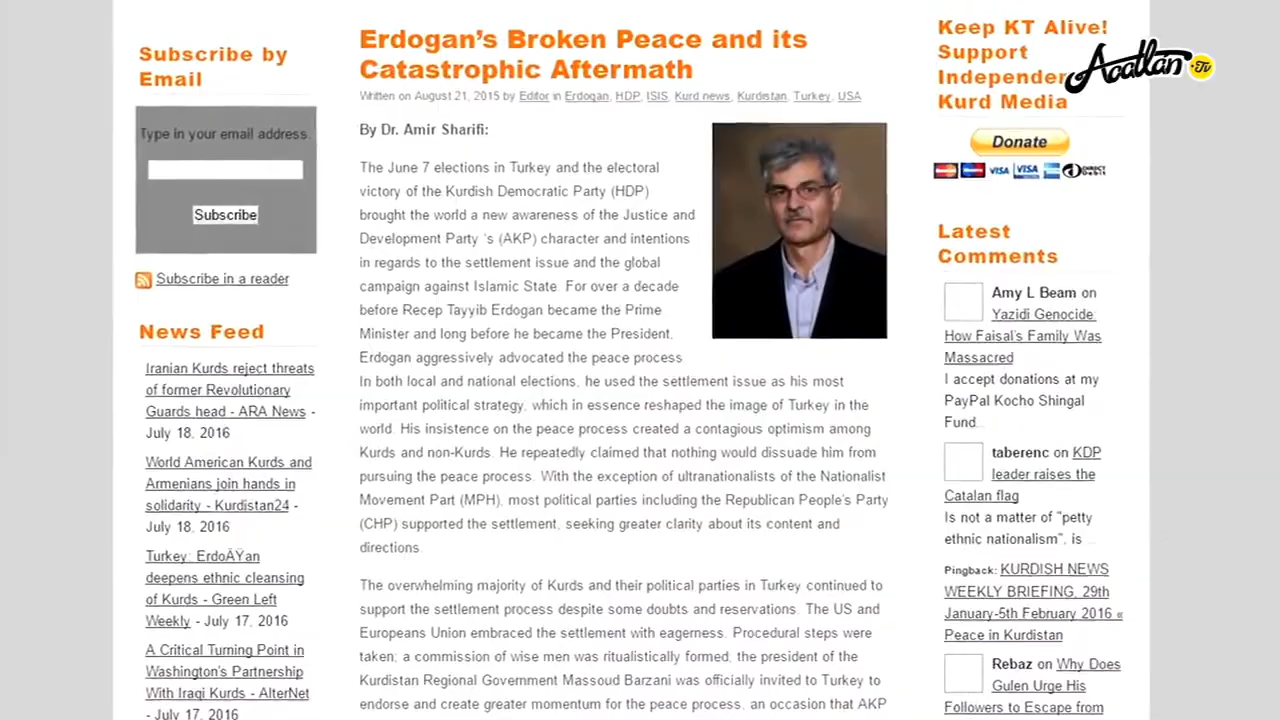 Subscribe by
Email
Type in your email address.
Subscribe
Subscribe in a reader
News Feed
Iranian Kurds reject threats
of former Revolutionary
Guards head - ARA News -
July 18, 2016
World American Kurds and
Armenians join hands in
solidarity - Kurdistan24 -
July 18, 2016
Turkey: ErdoÄŸan
deepens ethnic cleansing
of Kurds - Green Left
Weekly - July 17, 2016
A Critical Turning Point in
Washington's Partnership
With Iraqi Kurds - AlterNet
- July 17, 2016
Erdogan's Broken Peace and its
Catastrophic Aftermath
Written on August 21, 2015 by Editor in Erdogan, HDP, ISIS, Kurd news, Kurdistan, Turkey, USA
By Dr. Amir Sharifi:
The June 7 elections in Turkey and the electoral
victory of the Kurdish Democratic Party (HDP)
brought the world a new awareness of the Justice and
Development Party 's (AKP) character and intentions
in regards to the settlement issue and the global
campaign against Islamic State. For over a decade
before Recep Tayyib Erdogan became the Prime
Minister and long before he became the President,
Erdogan aggressively advocated the peace process
In both local and national elections, he used the settlement issue as his most
important political strategy, which in essence reshaped the image of Turkey in the
world. His insistence on the peace process created a contagious optimism among
Kurds and non-Kurds. He repeatedly claimed that nothing would dissuade him from
pursuing the peace process. With the exception of ultranationalists of the Nationalist
Movement Part (MPH), most political parties including the Republican People's Party
(CHP) supported the settlement, seeking greater clarity about its content and
directions.
The overwhelming majority of Kurds and their political parties in Turkey continued to
support the settlement process despite some doubts and reservations. The US and
Europeans Union embraced the settlement with eagerness. Procedural steps were
taken; a commission of wise men was ritualistically formed, the president of the
Kurdistan Regional Government Massoud Barzani was officially invited to Turkey to
endorse and create greater momentum for the peace process, an occasion that AKP
Keep KT Alive!
Support
Independen
Kurd Media
Acatlán.Tv
Donate
VISA VISA DIRECT Debit
Latest
Comments
Amy L Beam on
Yazidi Genocide:
How Faisal's Family Was
Massacred
I accept donations at my
PayPal Kocho Shingal
Fund...
taberenc on KDP
leader raises the
Catalan flag
Is not a matter of "petty
ethnic nationalism", is ...
Pingback: KURDISH NEWS
WEEKLY BRIEFING, 29th
January-5th February 2016 «
Peace in Kurdistan
Rebaz on Why Does
Gulen Urge His
Followers to Escape from